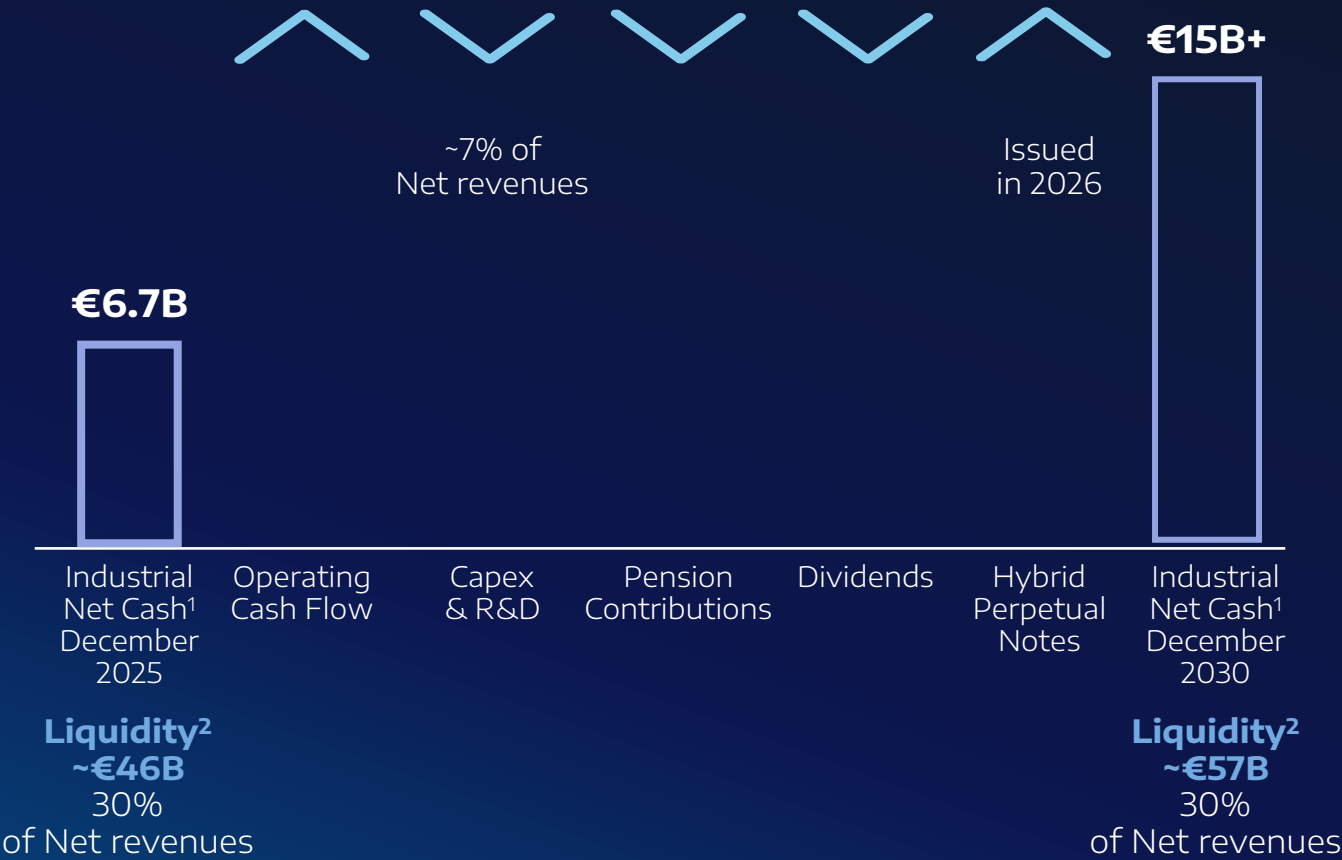 €15B+
~7% of
Net revenues
Issued
in 2026
€6.7B
Industrial
Net Cash¹
December
2025
Operating
Cash Flow
Capex
& R&D
Pension
Contributions
Dividends
Hybrid
Perpetual
Notes
Industrial
Net Cash¹
December
2030
Liquidity²
~€46B
30%
of Net revenues
Liquidity²
~€57B
30%
of Net revenues